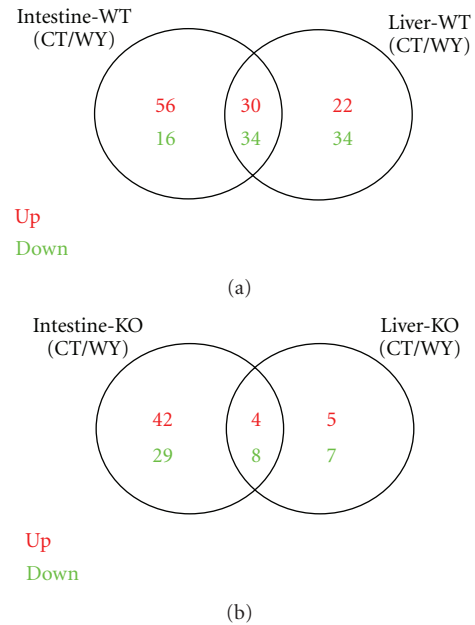 Intestine-WT
(CT/WY)
Liver-WT
(CT/WY)
56 30 22
16 34 34
Up
Down
(a)
Intestine-KO
(CT/WY)
Liver-KO
(CT/WY)
42 4 5
29 8 7
Up
Down
(b)